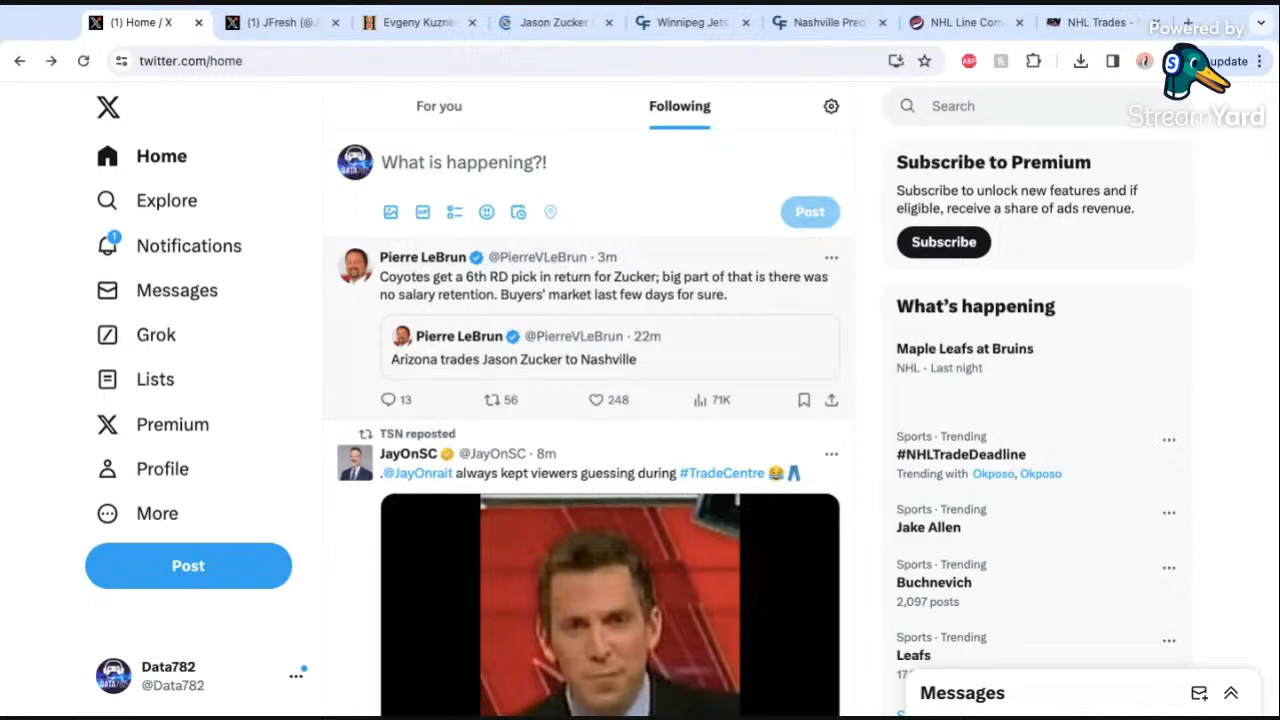 (1) Home / X
(1) JFresh (@J
Evgeny Kuzne
Jason Zucker
Winnipeg Jets
Nashville Pred
NHL Line Com
NHL Trades -
Powered by
StreamYard
twitter.com/home
ABP
update
For you
Following
Search
Home
Explore
1
Notifications
Messages
Grok
Lists
Premium
Profile
More
Post
Data782
@Data782
What is happening?!
GIF
Post
Pierre LeBrun @PierreVLeBrun · 3m
Coyotes get a 6th RD pick in return for Zucker; big part of that is there was
no salary retention. Buyers' market last few days for sure.
Pierre LeBrun @PierreVLeBrun · 22m
Arizona trades Jason Zucker to Nashville
13
56
248
71K
TSN reposted
JayOnSC @JayOnSC · 8m
.@JayOnrait always kept viewers guessing during #TradeCentre 😂👖
Subscribe to Premium
Subscribe to unlock new features and if
eligible, receive a share of ads revenue.
Subscribe
What's happening
Maple Leafs at Bruins
NHL · Last night
Sports · Trending
#NHLTradeDeadline
Trending with Okposo, Okposo
Sports · Trending
Jake Allen
Sports · Trending
Buchnevich
2,097 posts
Sports · Trending
Leafs
Messages